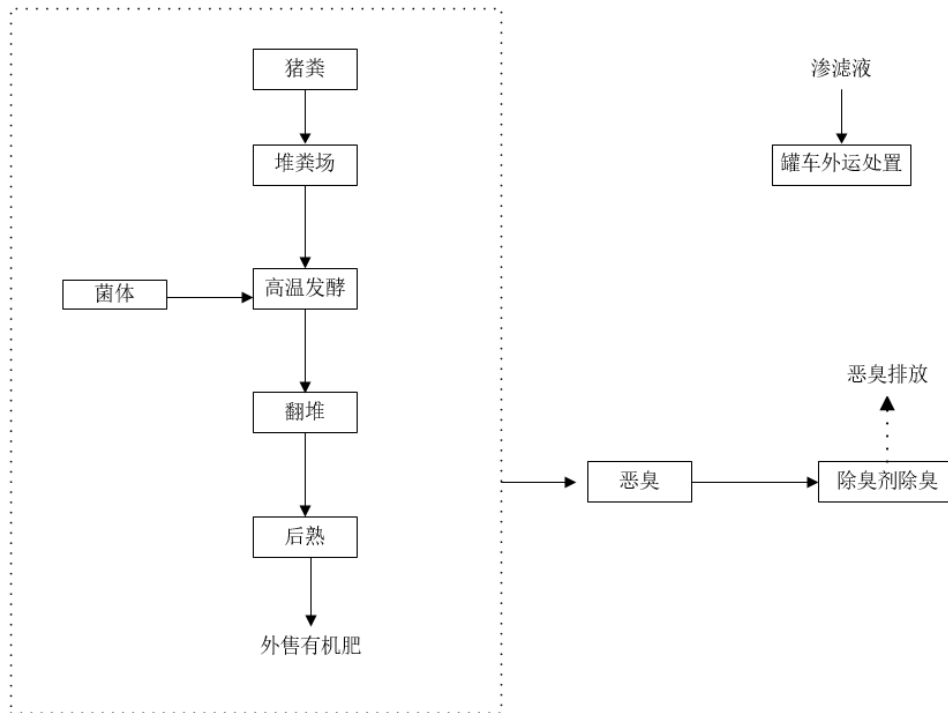 猪粪
渗滤液
堆粪场
罐车外运处置
高温发酵
菌体
恶臭排放
翻堆
恶臭
除臭剂除臭
后熟
外售有机肥